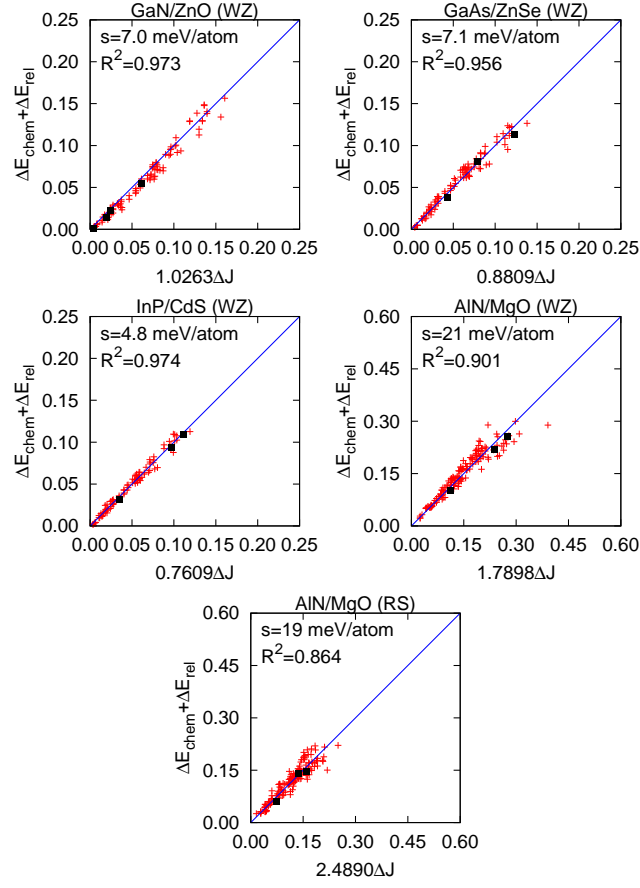 GaN/ZnO (WZ)
s=7.0 meV/atom
R²=0.973
0.25
0.20
0.15
0.10
0.05
0.00
ΔE_chem+ΔE_rel
0.00 0.05 0.10 0.15 0.20 0.25
1.0263ΔJ
GaAs/ZnSe (WZ)
s=7.1 meV/atom
R²=0.956
0.25
0.20
0.15
0.10
0.05
0.00
ΔE_chem+ΔE_rel
0.00 0.05 0.10 0.15 0.20 0.25
0.8809ΔJ
InP/CdS (WZ)
s=4.8 meV/atom
R²=0.974
0.25
0.20
0.15
0.10
0.05
0.00
ΔE_chem+ΔE_rel
0.00 0.05 0.10 0.15 0.20 0.25
0.7609ΔJ
AlN/MgO (WZ)
s=21 meV/atom
R²=0.901
0.60
0.45
0.30
0.15
0.00
ΔE_chem+ΔE_rel
0.00 0.15 0.30 0.45 0.60
1.7898ΔJ
AlN/MgO (RS)
s=19 meV/atom
R²=0.864
0.60
0.45
0.30
0.15
0.00
ΔE_chem+ΔE_rel
0.00 0.15 0.30 0.45 0.60
2.4890ΔJ